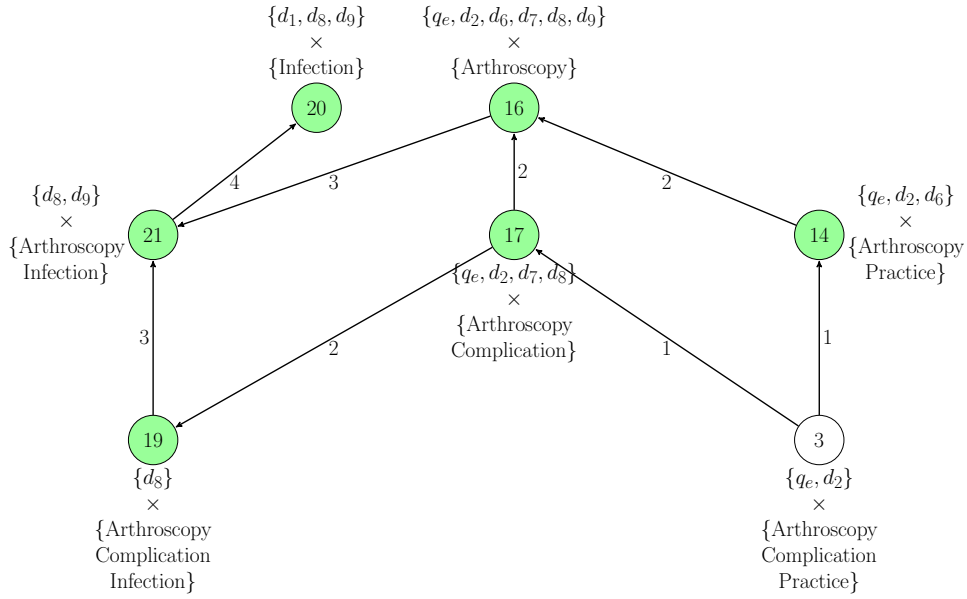 {d₁, d₈, d₉}
×
{Infection}
20
{qₑ, d₂, d₆, d₇, d₈, d₉}
×
{Arthroscopy}
16
4
3
2
2
{d₈, d₉}
×
{Arthroscopy
Infection}
21
17
{qₑ, d₂, d₇, d₈}
×
{Arthroscopy
Complication}
14
{qₑ, d₂, d₆}
×
{Arthroscopy
Practice}
3
2
1
1
19
{d₈}
×
{Arthroscopy
Complication
Infection}
3
{qₑ, d₂}
×
{Arthroscopy
Complication
Practice}